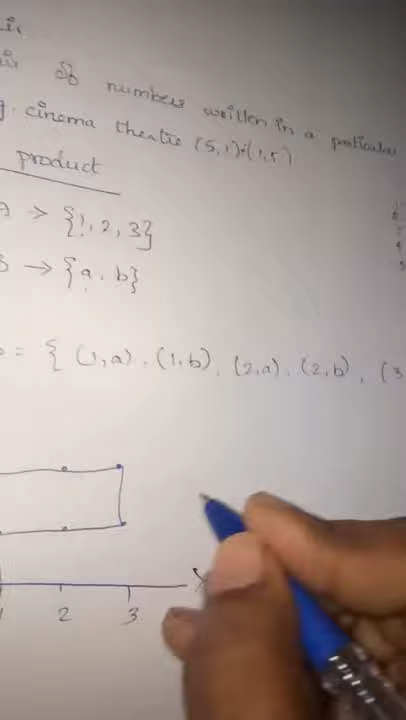 of numbers written in a paticular
g. cinema theatre (5,1)·(1,5)
product
A → {1, 2, 3}
B → {a, b}
= { (1,a), (1,b), (2,a), (2,b), (3
2 3